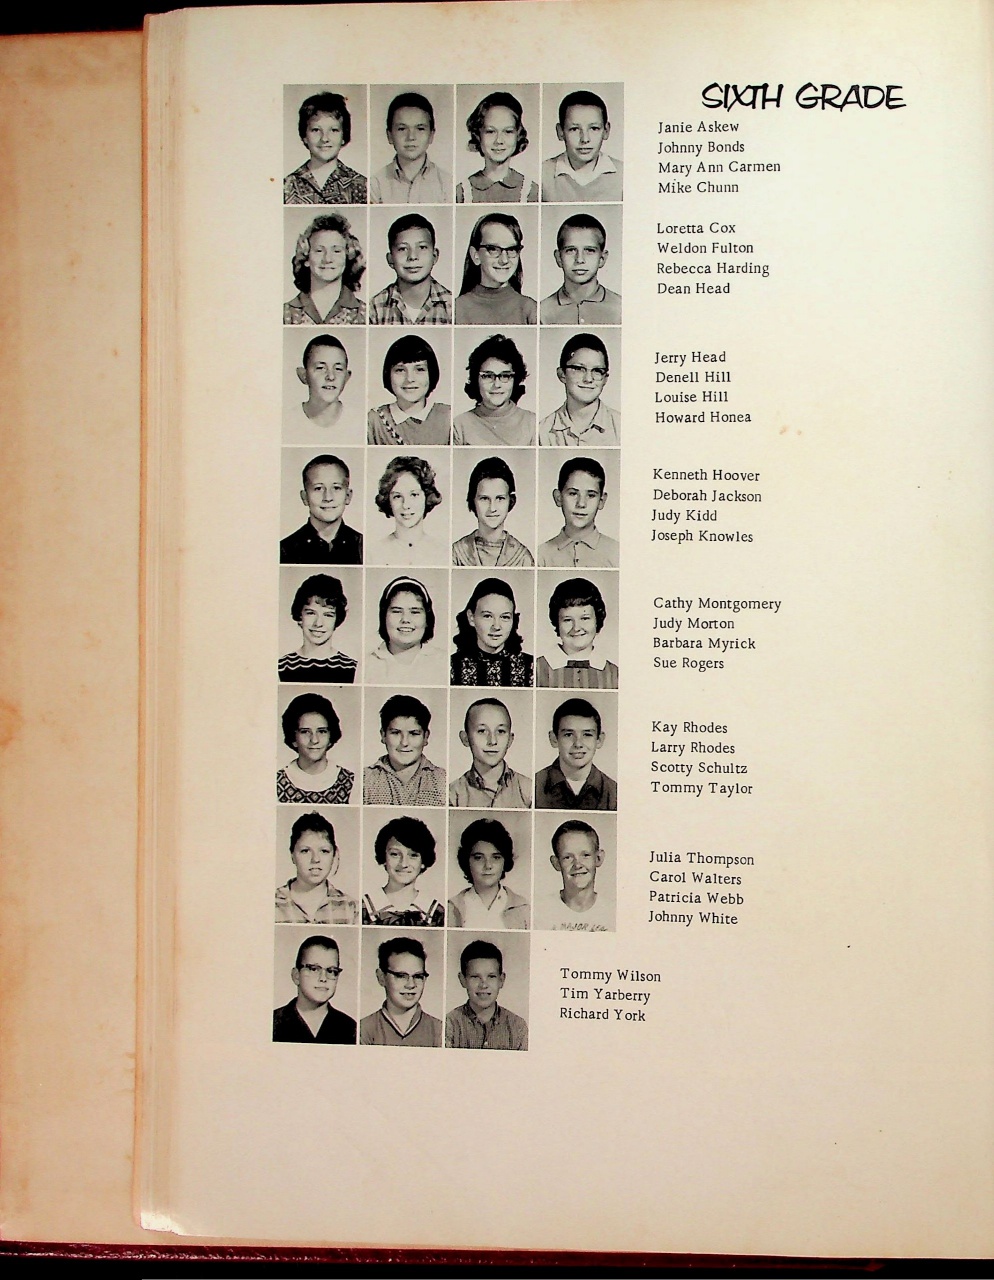 SIXTH GRADE
Janie Askew
Johnny Bonds
Mary Ann Carmen
Mike Chunn
Loretta Cox
Weldon Fulton
Rebecca Harding
Dean Head
Jerry Head
Denell Hill
Louise Hill
Howard Honea
Kenneth Hoover
Deborah Jackson
Judy Kidd
Joseph Knowles
Cathy Montgomery
Judy Morton
Barbara Myrick
Sue Rogers
Kay Rhodes
Larry Rhodes
Scotty Schultz
Tommy Taylor
Julia Thompson
Carol Walters
Patricia Webb
Johnny White
Tommy Wilson
Tim Yarberry
Richard York